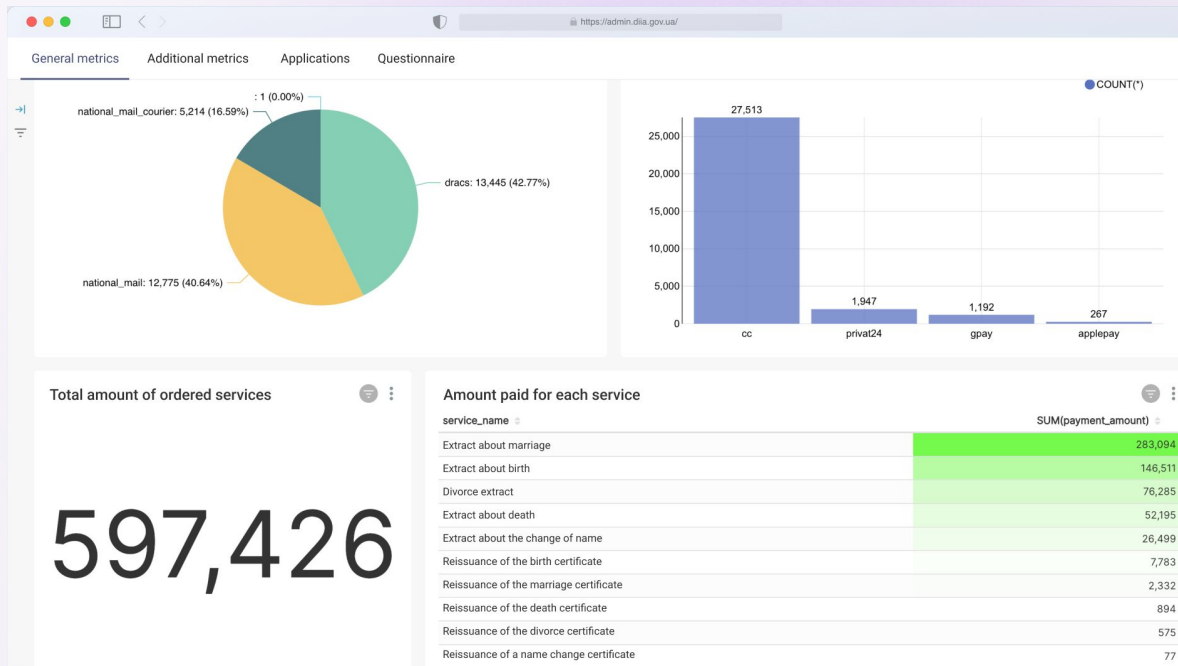 https://admin.diia.gov.ua/
General metrics Additional metrics Applications Questionnaire
: 1 (0.00%)
national_mail_courier: 5,214 (16.59%)
dracs: 13,445 (42.77%)
national_mail: 12,775 (40.64%)
COUNT(*)
27,513
25,000
20,000
15,000
10,000
5,000
0
1,947
1,192
267
cc privat24 gpay applepay
Total amount of ordered services
597,426
Amount paid for each service
service_name SUM(payment_amount)
Extract about marriage 283,094
Extract about birth 146,511
Divorce extract 76,285
Extract about death 52,195
Extract about the change of name 26,499
Reissuance of the birth certificate 7,783
Reissuance of the marriage certificate 2,332
Reissuance of the death certificate 894
Reissuance of the divorce certificate 575
Reissuance of a name change certificate 77